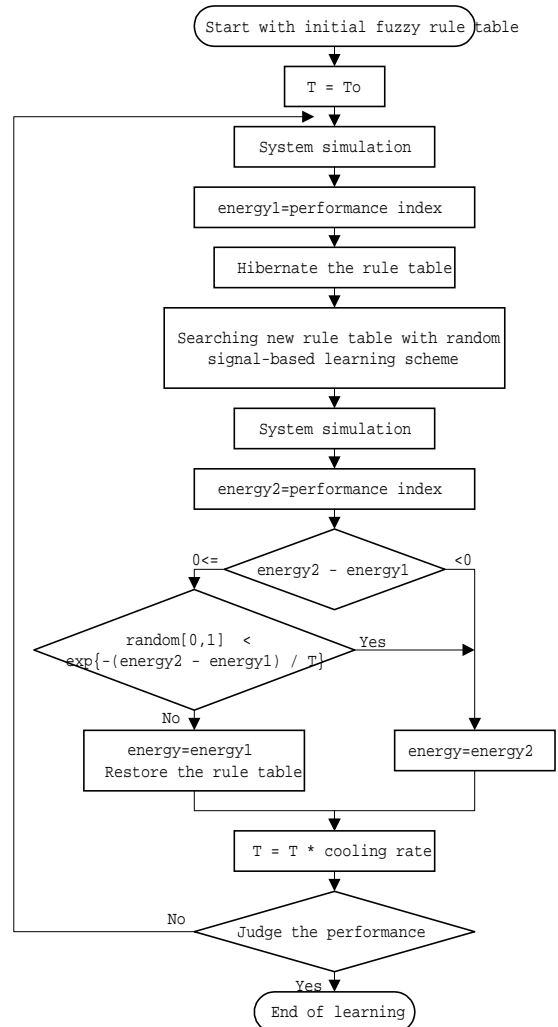 Start with initial fuzzy rule table
T = To
System simulation
energy1=performance index
Hibernate the rule table
Searching new rule table with random
signal-based learning scheme
System simulation
energy2=performance index
0<=
energy2 - energy1
<0
random[0,1] <
exp{-(energy2 - energy1) / T}
Yes
No
energy=energy1
Restore the rule table
energy=energy2
T = T * cooling rate
No
Judge the performance
Yes
End of learning